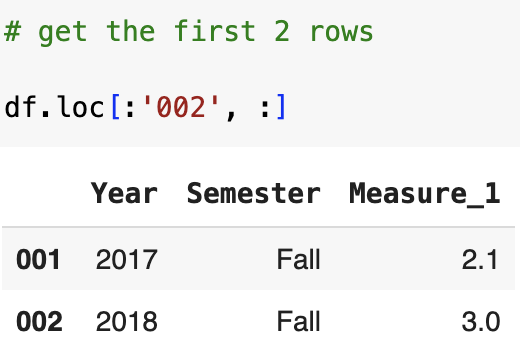 # get the first 2 rows
df.loc[:'002', :]
Year Semester Measure_1
001 2017 Fall 2.1
002 2018 Fall 3.0